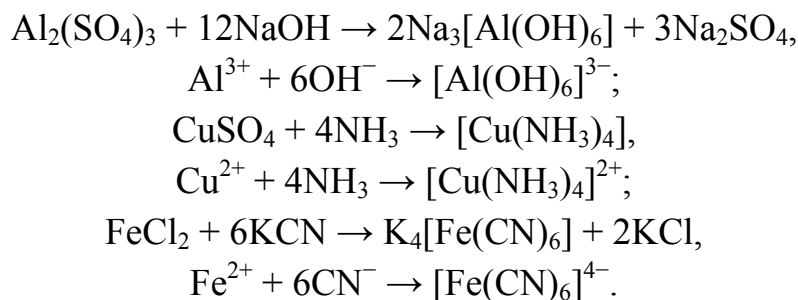 Al₂(SO₄)₃ + 12NaOH → 2Na₃[Al(OH)₆] + 3Na₂SO₄,
Al³⁺ + 6OH⁻ → [Al(OH)₆]³⁻;
CuSO₄ + 4NH₃ → [Cu(NH₃)₄],
Cu²⁺ + 4NH₃ → [Cu(NH₃)₄]²⁺;
FeCl₂ + 6KCN → K₄[Fe(CN)₆] + 2KCl,
Fe²⁺ + 6CN⁻ → [Fe(CN)₆]⁴⁻.